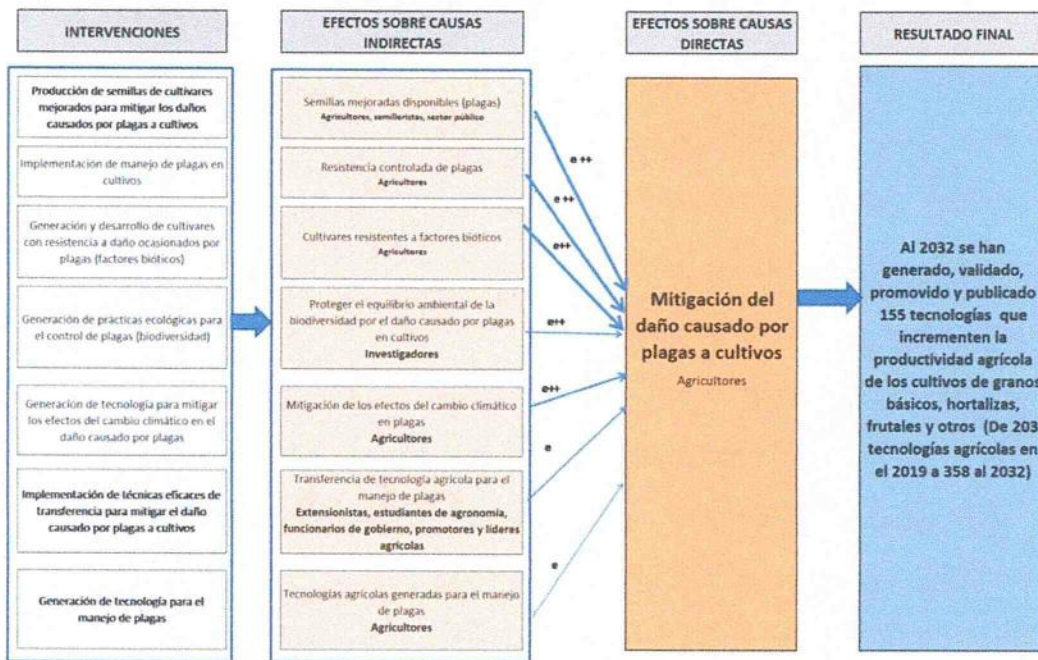 INTERVENCIONES
EFECTOS SOBRE CAUSAS
INDIRECTAS
EFECTOS SOBRE CAUSAS
DIRECTAS
RESULTADO FINAL
Producción de semillas de cultivares
mejorados para mitigar los daños
causados por plagas a cultivos
Implementación de manejo de plagas en
cultivos
Generación y desarrollo de cultivares
con resistencia a daño ocasionados por
plagas (factores bióticos)
Generación de prácticas ecológicas para
el control de plagas (biodiversidad)
Generación de tecnología para mitigar
los efectos del cambio climático en el
daño causado por plagas
Implementación de técnicas eficaces de
transferencia para mitigar el daño
causado por plagas a cultivos
Generación de tecnología para el
manejo de plagas
Semillas mejoradas disponibles (plagas)
Agricultores, semilleristas, sector público
Resistencia controlada de plagas
Agricultores
Cultivares resistentes a factores bióticos
Agricultores
Proteger el equilibrio ambiental de la
biodiversidad por el daño causado por plagas
en cultivos
Investigadores
Mitigación de los efectos del cambio climático
en plagas
Agricultores
Transferencia de tecnología agrícola para el
manejo de plagas
Extensionistas, estudiantes de agronomía,
funcionarios de gobierno, promotores y líderes
agrícolas
Tecnologías agrícolas generadas para el manejo
de plagas
Agricultores
e ++
e ++
e++
e++
e++
e
e
Mitigación del
daño causado por
plagas a cultivos
Agricultores
Al 2032 se han
generado, validado,
promovido y publicado
155 tecnologías que
incrementen la
productividad agrícola
de los cultivos de granos
básicos, hortalizas,
frutales y otros (De 203
tecnologías agrícolas en
el 2019 a 358 al 2032)